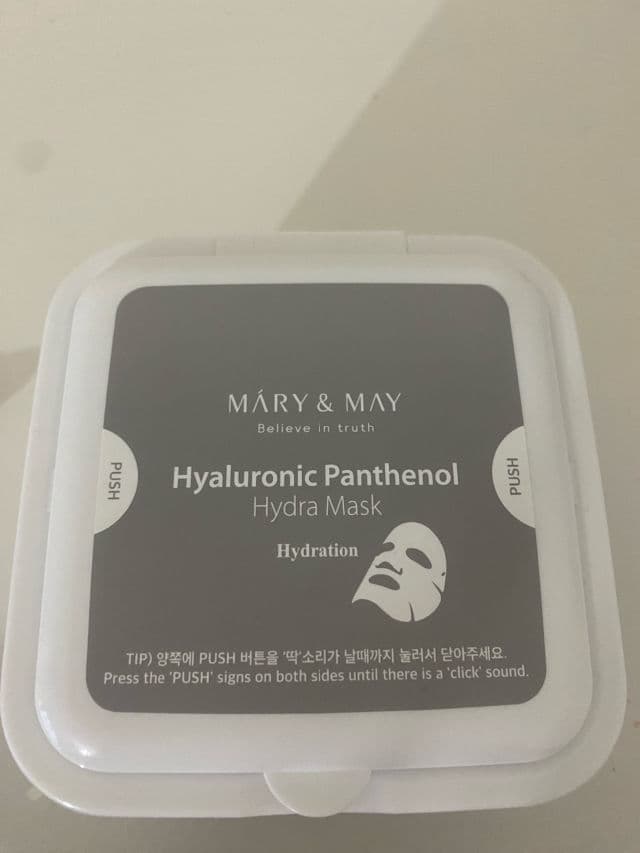 MÁRY & MAY
Believe in truth
Hyaluronic Panthenol
Hydra Mask
Hydration
PUSH
PUSH
TIP) 양쪽에 PUSH 버튼을 '딱'소리가 날때까지 눌러서 닫아주세요.
Press the 'PUSH' signs on both sides until there is a 'click' sound.